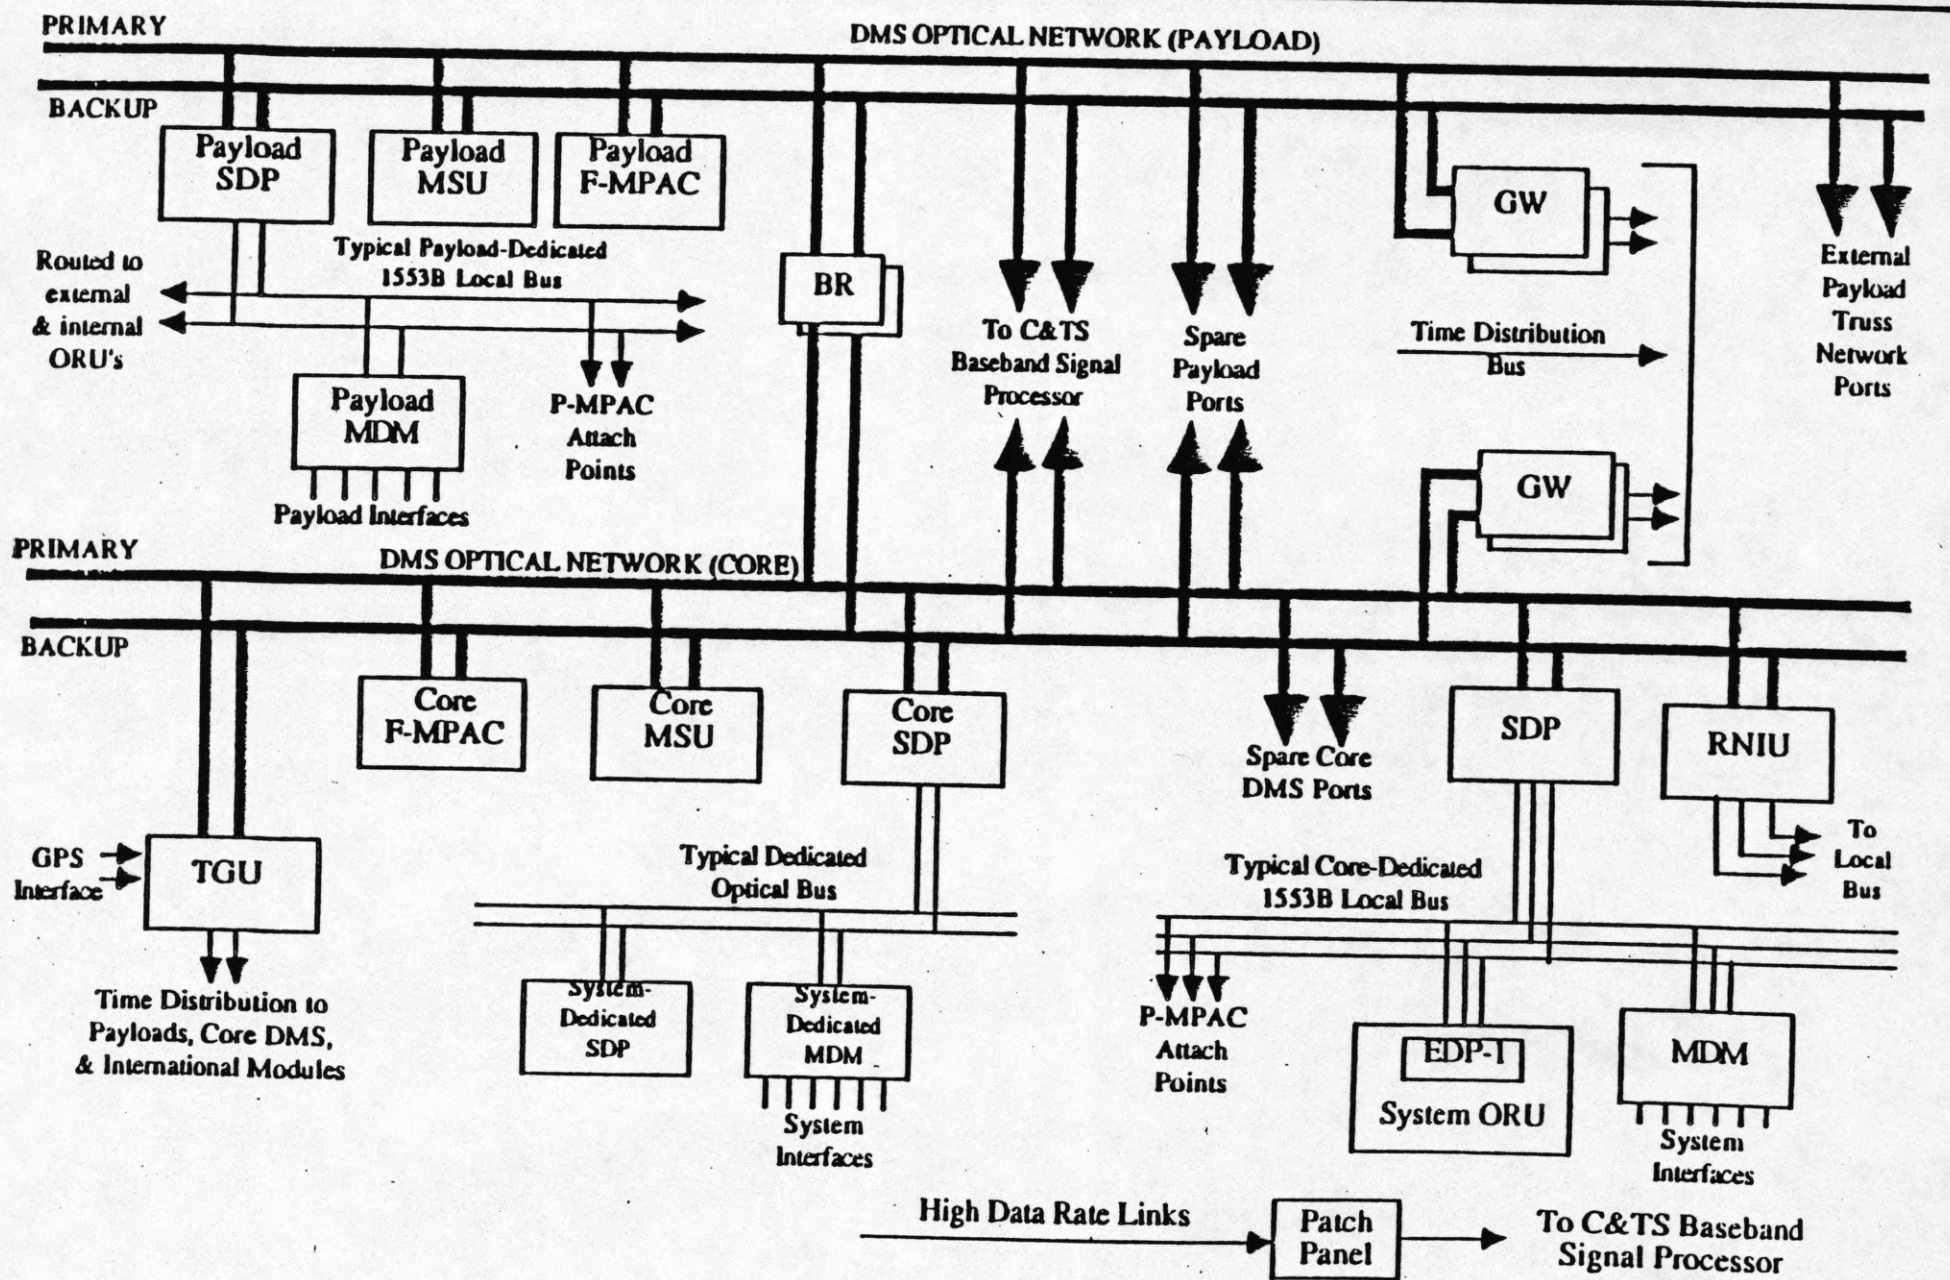 PRIMARY
DMS OPTICAL NETWORK (PAYLOAD)
BACKUP
Payload
SDP
Payload
MSU
Payload
F-MPAC
Typical Payload-Dedicated
1553B Local Bus
Routed to
external
& internal
ORU's
Payload
MDM
Payload Interfaces
P-MPAC
Attach
Points
BR
To C&TS
Baseband Signal
Processor
Spare
Payload
Ports
GW
Time Distribution
Bus
GW
External
Payload
Truss
Network
Ports
PRIMARY
DMS OPTICAL NETWORK (CORE)
BACKUP
Core
F-MPAC
Core
MSU
Core
SDP
Spare Core
DMS Ports
SDP
RNIU
To
Local
Bus
GPS
Interface
TGU
Time Distribution to
Payloads, Core DMS,
& International Modules
Typical Dedicated
Optical Bus
System-
Dedicated
SDP
System-
Dedicated
MDM
System
Interfaces
Typical Core-Dedicated
1553B Local Bus
P-MPAC
Attach
Points
EDP-T
System ORU
MDM
System
Interfaces
High Data Rate Links
Patch
Panel
To C&TS Baseband
Signal Processor